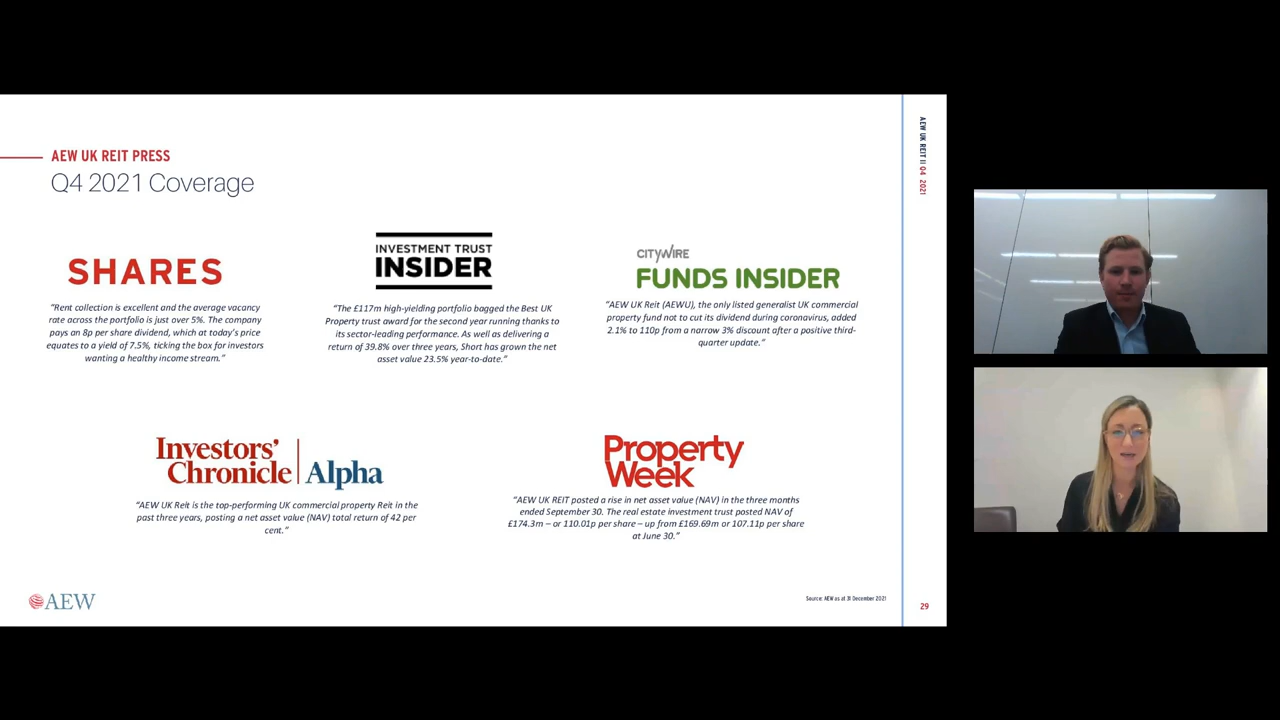 AEW UK REIT PRESS
Q4 2021 Coverage
SHARES
"Rent collection is excellent and the average vacancy
rate across the portfolio is just over 5%. The company
pays an 8p per share dividend, which at today's price
equates to a yield of 7.5%, ticking the box for investors
wanting a healthy income stream."
INVESTMENT TRUST
INSIDER
"The £117m high-yielding portfolio bagged the Best UK
Property trust award for the second year running thanks to
its sector-leading performance. As well as delivering a
return of 39.8% over three years, Short has grown the net
asset value 23.5% year-to-date."
CITYWIRE
FUNDS INSIDER
"AEW UK Reit (AEWU), the only listed generalist UK commercial
property fund not to cut its dividend during coronavirus, added
2.1% to 110p from a narrow 3% discount after a positive third-
quarter update."
Investors'
Chronicle
Alpha
"AEW UK Reit is the top-performing UK commercial property Reit in the
past three years, posting a net asset value (NAV) total return of 42 per
cent."
Property
Week
"AEW UK REIT posted a rise in net asset value (NAV) in the three months
ended September 30. The real estate investment trust posted NAV of
£174.3m – or 110.01p per share – up from £169.69m or 107.11p per share
at June 30."
AEW
Source: AEW as at 31 December 2021
AEW UK REIT II Q4 2021
29